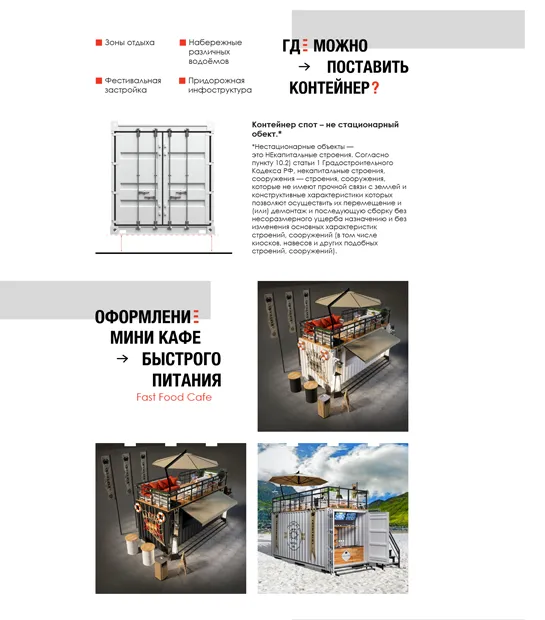 Зоны отдыха
Набережные
различных
водоёмов
Фестивальная
застройка
Придорожная
инфоструктура
ГДЕ МОЖНО
ПОСТАВИТЬ
КОНТЕЙНЕР?
Контейнер спот – не стационарный
обект.*
*Нестационарные объекты —
это НЕкапитальные строения. Согласно
пункту 10.2) статьи 1 Градостроительного
Кодекса РФ, некапитальные строения,
сооружения — строения, сооружения,
которые не имеют прочной связи с землей и
конструктивные характеристики которых
позволяют осуществить их перемещение и
(или) демонтаж и последующую сборку без
несоразмерного ущерба назначению и без
изменения основных характеристик
строений, сооружений (в том числе
киосков, навесов и других подобных
строений, сооружений).
ОФОРМЛЕНИЕ
МИНИ КАФЕ
БЫСТРОГО
ПИТАНИЯ
Fast Food Cafe